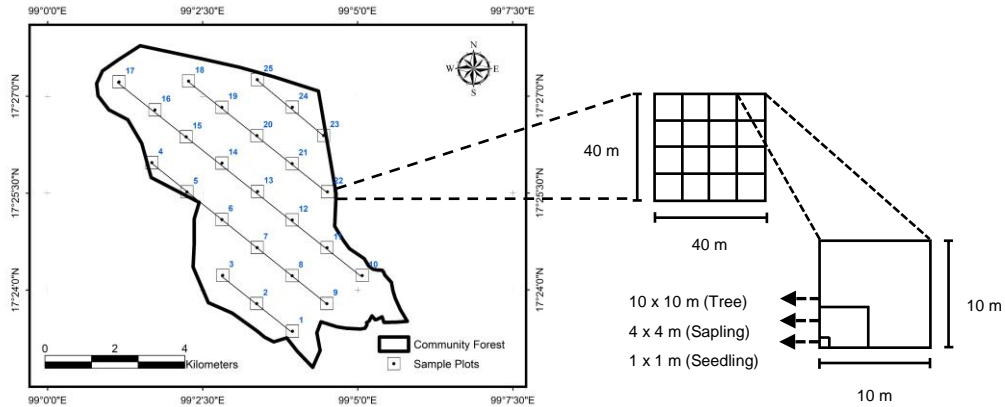 99°0'0"E 99°2'30"E 99°5'0"E 99°7'30"E
17°27'0"N 17°27'0"N
17°25'30"N 17°25'30"N
17°24'0"N 17°24'0"N
N
W E
S
17 18 25
16 19 24
15 20 23
4 14 21
5 13 22
6 12
7 11
3 8 10
2 9
1
0 2 4
Kilometers
Community Forest
Sample Plots
99°0'0"E 99°2'30"E 99°5'0"E 99°7'30"E
40 m
40 m
10 x 10 m (Tree)
4 x 4 m (Sapling)
1 x 1 m (Seedling)
10 m
10 m